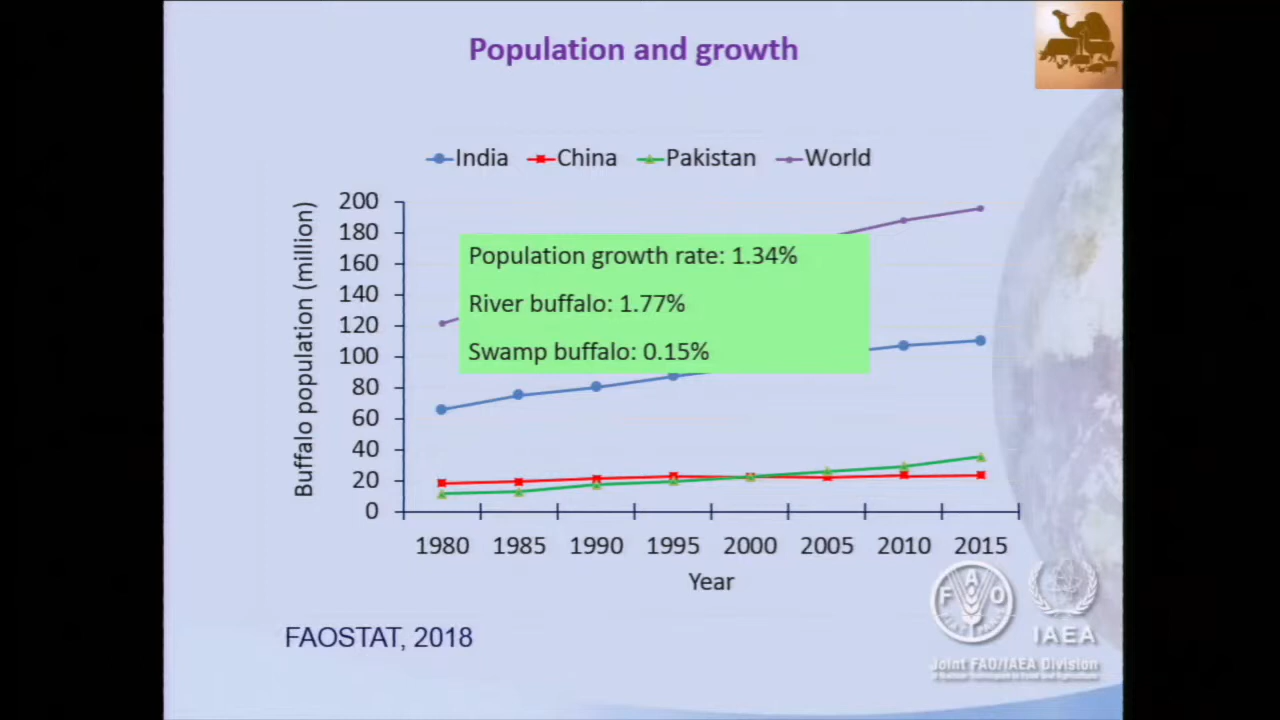 Population and growth
India China Pakistan World
200
180
160
140
120
100
80
60
40
20
0
Buffalo population (million)
Population growth rate: 1.34%
River buffalo: 1.77%
Swamp buffalo: 0.15%
1980 1985 1990 1995 2000 2005 2010 2015
Year
FAOSTAT, 2018
F A O
IAEA
Joint FAO/IAEA Division